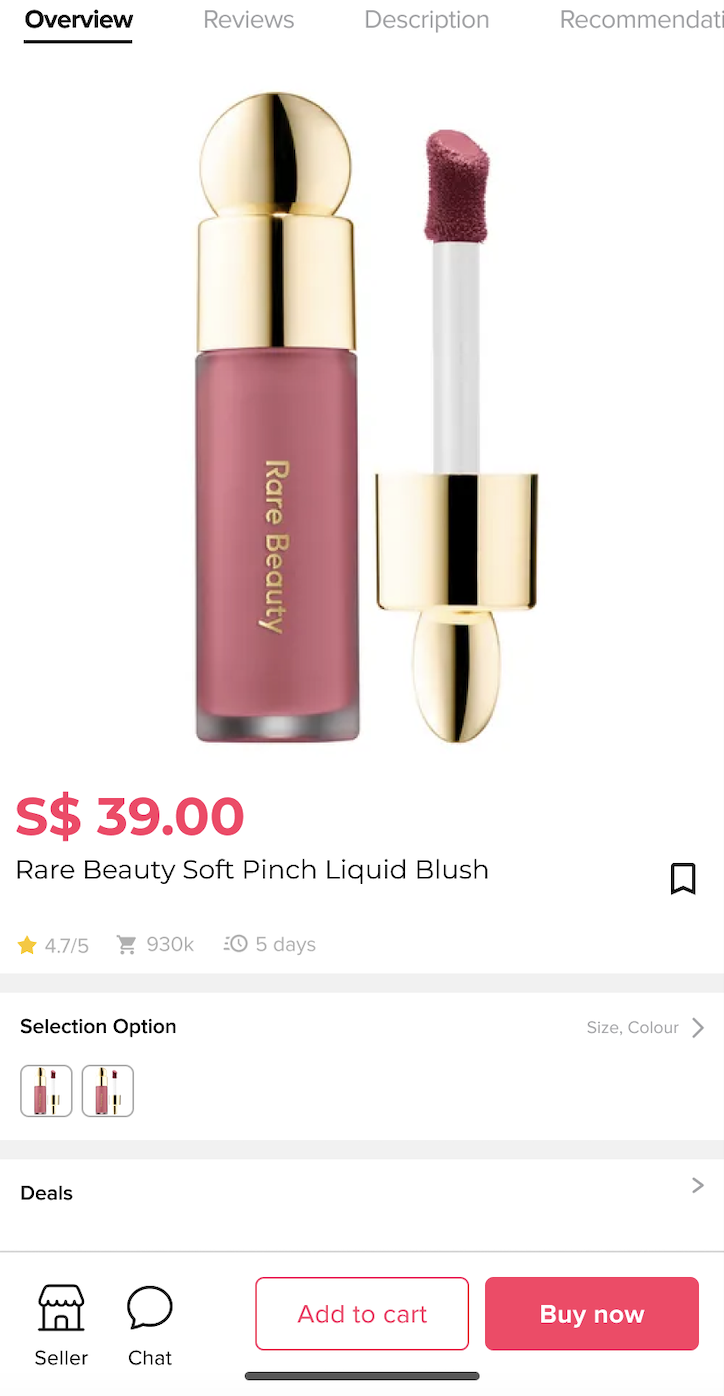 Overview Reviews Description Recommendati
Rare Beauty
S$ 39.00
Rare Beauty Soft Pinch Liquid Blush
4.7/5 930k 5 days
Selection Option Size, Colour
Deals
Seller Chat Add to cart Buy now